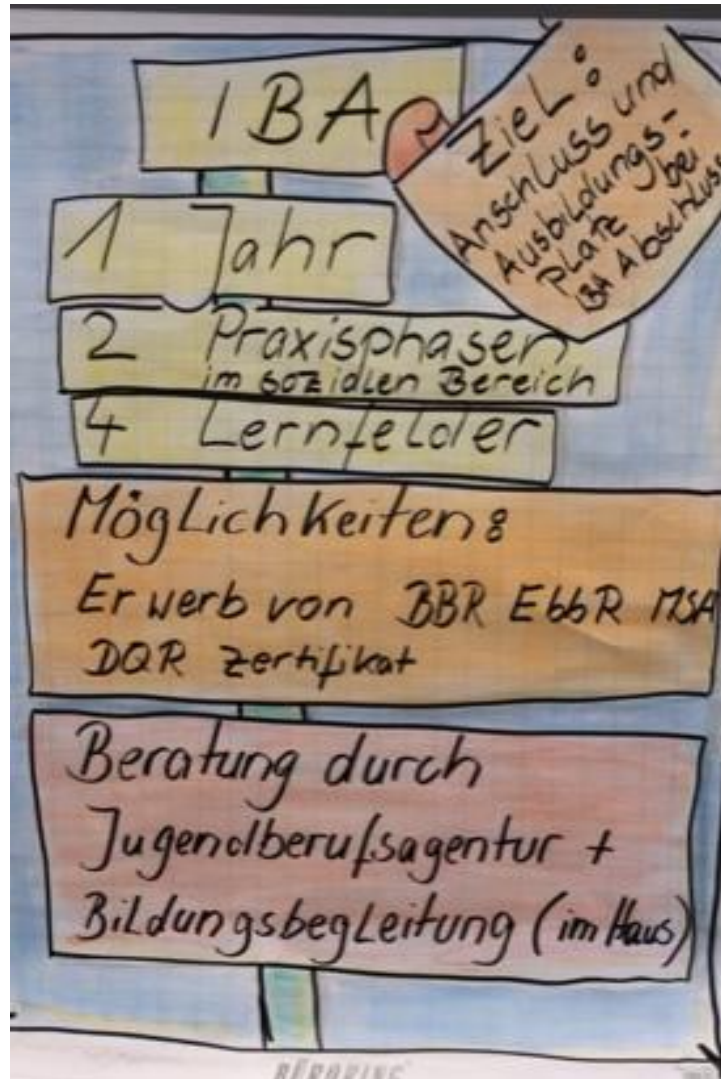 IBA
Ziel:
Anschluss und
Ausbildungs-
platz bei
IBA Abschluss
1 Jahr
2 Praxisphasen
im sozialen Bereich
4 Lernfelder
Möglichkeiten:
Erwerb von BBR EbbR MSA
DQR Zertifikat
Beratung durch
Jugendberufsagentur +
Bildungsbegleitung (im Haus)